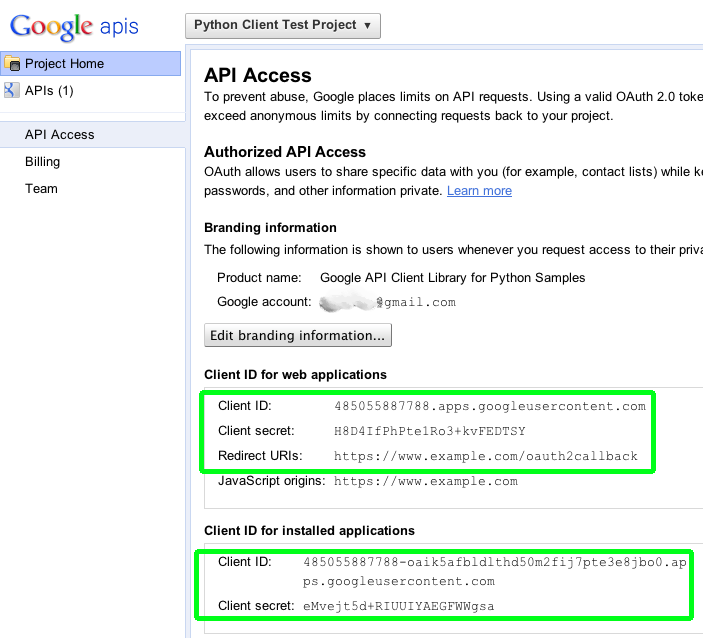 Google apis
Python Client Test Project ▼
Project Home
APIs (1)
API Access
Billing
Team
API Access
To prevent abuse, Google places limits on API requests. Using a valid OAuth 2.0 toke
exceed anonymous limits by connecting requests back to your project.
Authorized API Access
OAuth allows users to share specific data with you (for example, contact lists) while ke
passwords, and other information private. Learn more
Branding information
The following information is shown to users whenever you request access to their priva
Product name: Google API Client Library for Python Samples
Google account: @gmail.com
Edit branding information...
Client ID for web applications
Client ID: 485055887788.apps.googleusercontent.com
Client secret: H8D4IfPhPte1Ro3+kvFEDTSY
Redirect URIs: https://www.example.com/oauth2callback
JavaScript origins: https://www.example.com
Client ID for installed applications
Client ID: 485055887788-oaik5afbldlthd50m2fij7pte3e8jbo0.ap
ps.googleusercontent.com
Client secret: eMvejt5d+RIUUIYAEGFWWgsa